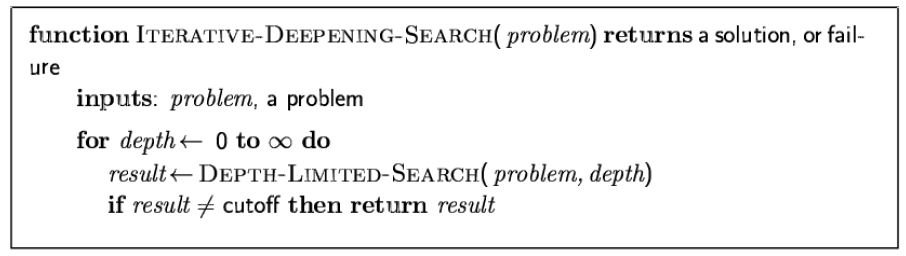 function ITERATIVE-DEEPENING-SEARCH( problem) returns a solution, or fail-
ure
inputs: problem, a problem
for depth ← 0 to ∞ do
result ← DEPTH-LIMITED-SEARCH( problem, depth)
if result ≠ cutoff then return result